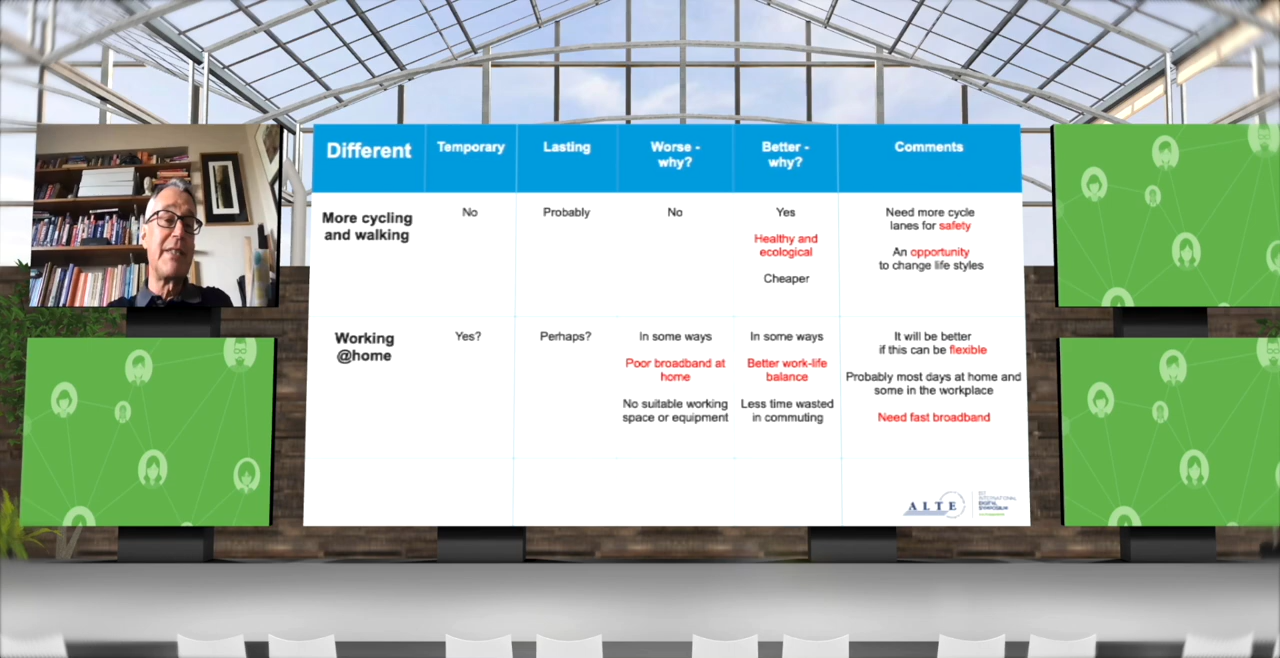 Different
Temporary
Lasting
Worse -
why?
Better -
why?
Comments
More cycling
and walking
No
Probably
No
Yes
Healthy and
ecological
Cheaper
Need more cycle
lanes for safety
An opportunity
to change life styles
Working
@home
Yes?
Perhaps?
In some ways
Poor broadband at
home
No suitable working
space or equipment
In some ways
Better work-life
balance
Less time wasted
in commuting
It will be better
if this can be flexible
Probably most days at home and
some in the workplace
Need fast broadband
ALTE
INTERNATIONAL
DIGITAL
SYMPOSIUM